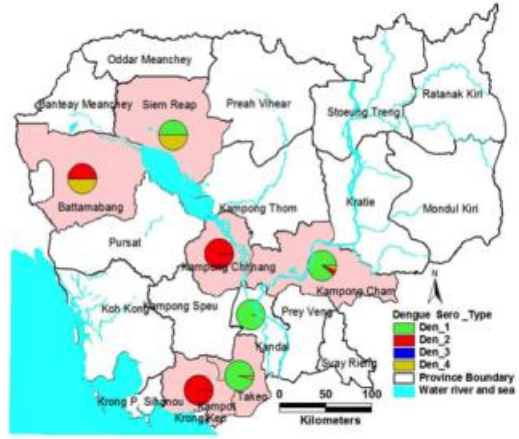 Oddar Meanchey
Banteay Meanchey
Siem Reap
Preah Vihear
Stoeung Treng
Ratanak Kiri
Battamabang
Kampong Thom
Kratie
Mondul Kiri
Pursat
Kampong Chhnang
Kampong Cham
N
Koh Kong
Kampong Speu
Prey Veng
Kandal
Svay Rieng
Takeo
Krong P. Sihanou
Kampot
Krong Kep
Dengue Sero_Type
Den_1
Den_2
Den_3
Den_4
Province Boundary
Water river and sea
50 0 50 100
Kilometers